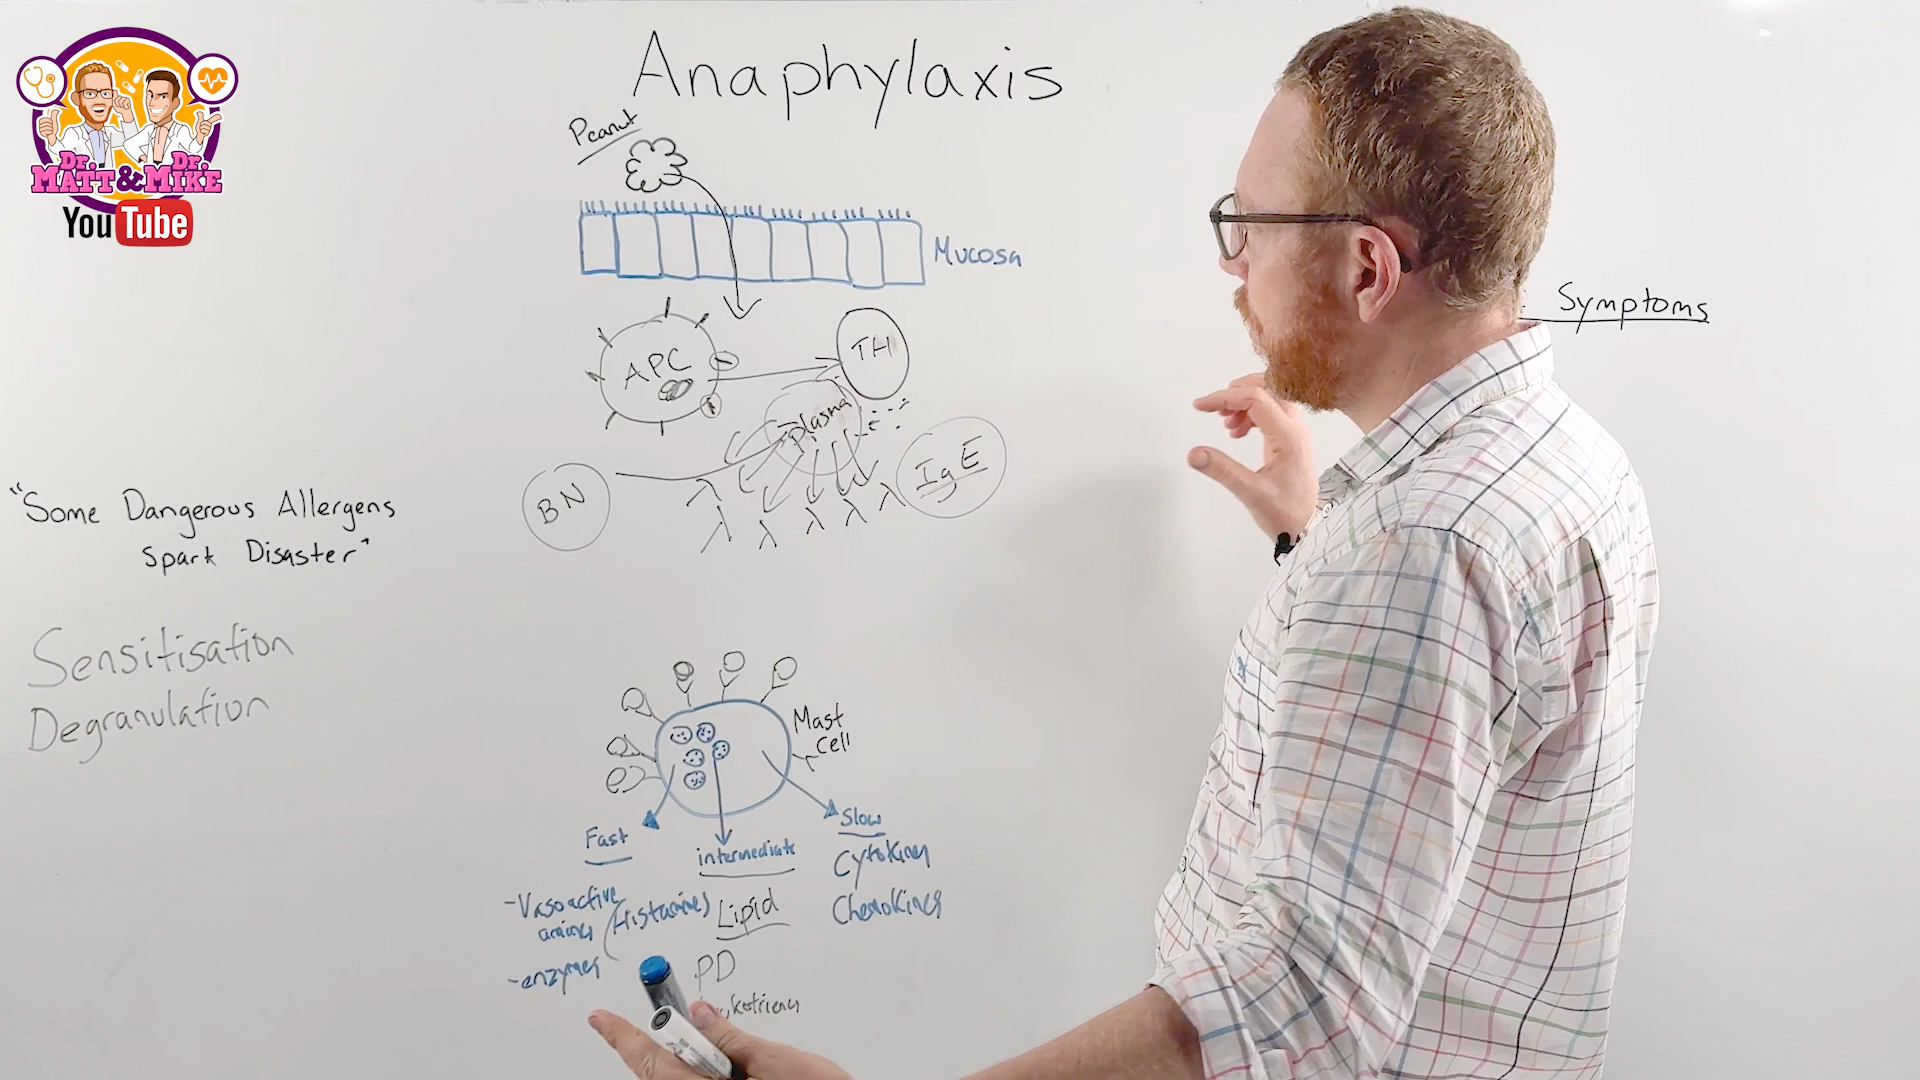 Anaphylaxis
Dr. Dr.
MATT & MIKE
YouTube
Peanut
Mucosa
Symptoms
APC
TH
plasma
IgE
BN
"Some Dangerous Allergens
Spark Disaster"
Sensitisation
Degranulation
Mast
Cell
Fast
intermediate
Slow
Cytokines
Chemokines
-Vasoactive
amines
(Histamines)
-enzymes
Lipid
PD